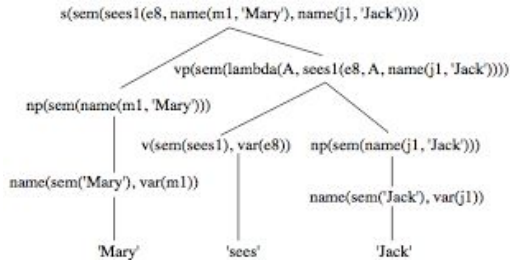 s(sem(sees1(e8, name(m1, 'Mary'), name(j1, 'Jack'))))
vp(sem(lambda(A, sees1(e8, A, name(j1, 'Jack'))))
np(sem(name(m1, 'Mary')))
v(sem(sees1), var(e8))
np(sem(name(j1, 'Jack')))
name(sem('Mary'), var(m1))
name(sem('Jack'), var(j1))
'Mary'
'sees'
'Jack'